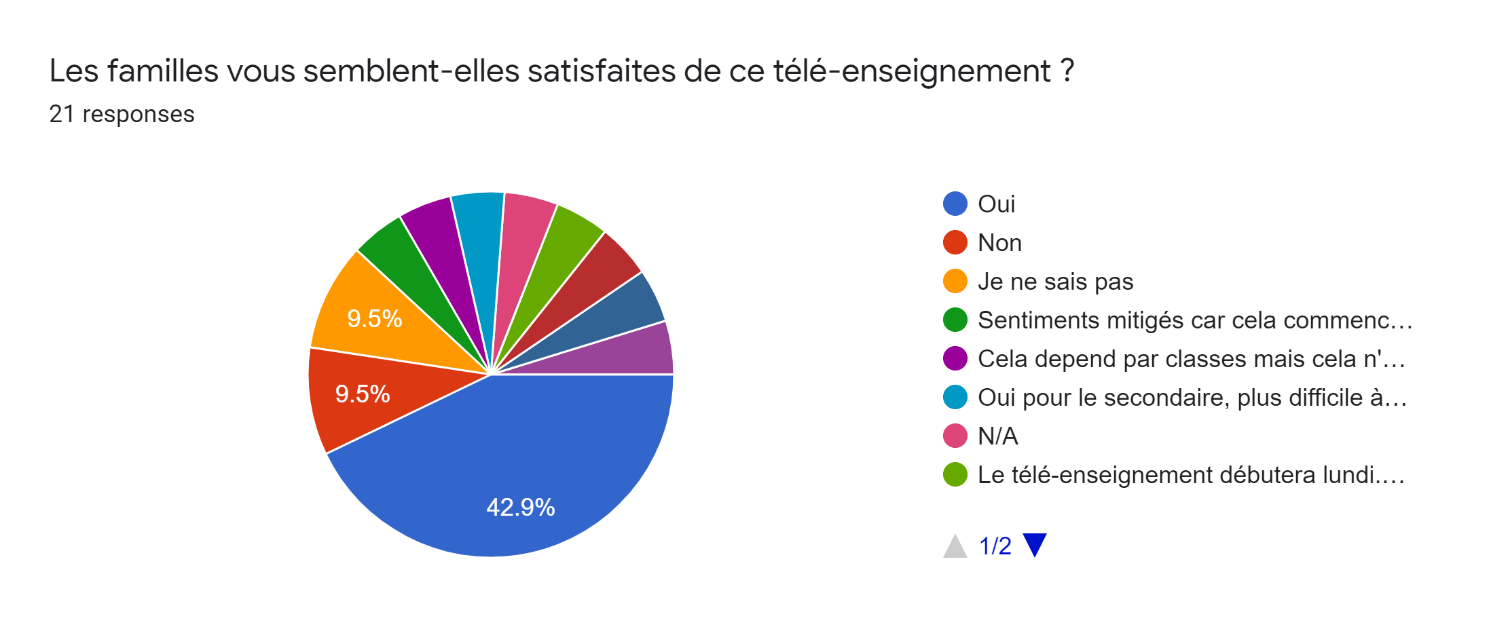 Les familles vous semblent-elles satisfaites de ce télé-enseignement ?
21 responses
9.5%
9.5%
42.9%
Oui
Non
Je ne sais pas
Sentiments mitigés car cela commenc…
Cela depend par classes mais cela n'…
Oui pour le secondaire, plus difficile à…
N/A
Le télé-enseignement débutera lundi.…
1/2